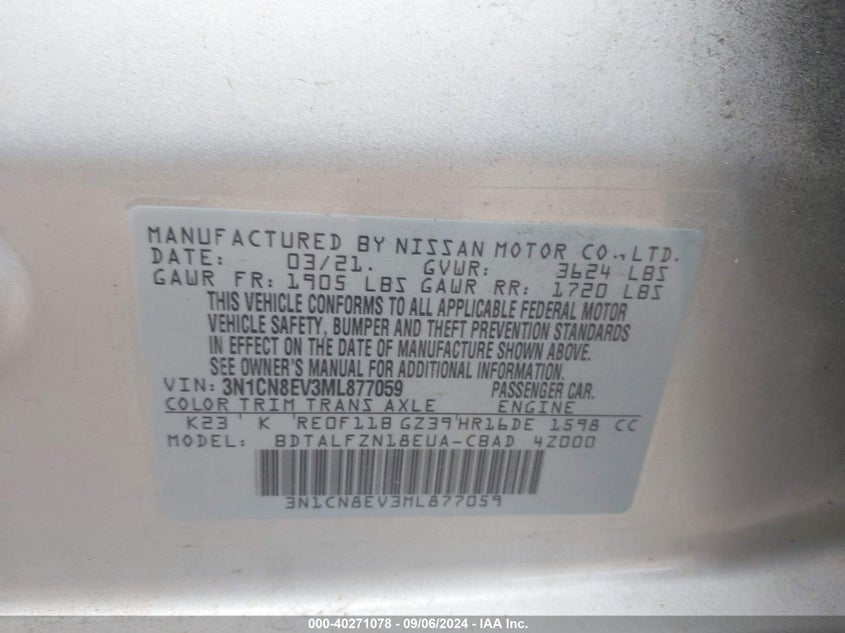 MANUFACTURED BY NISSAN MOTOR CO.,LTD.
DATE: 03/21. GVWR: 3624 LBS
GAWR FR: 1905 LBS GAWR RR: 1720 LBS
THIS VEHICLE CONFORMS TO ALL APPLICABLE FEDERAL MOTOR
VEHICLE SAFETY, BUMPER AND THEFT PREVENTION STANDARDS
IN EFFECT ON THE DATE OF MANUFACTURE SHOWN ABOVE.
SEE OWNER'S MANUAL FOR ADDITIONAL INFORMATION.
VIN: 3N1CN8EV3ML877059 PASSENGER CAR.
COLOR TRIM TRANS AXLE ENGINE
K23 K RE0F11B GZ39 HR16DE 1598 CC
MODEL: BDTALFZN18EUA-CBAD 4Z000
3N1CN8EV3ML877059
000-40271078 - 09/06/2024 - IAA Inc.